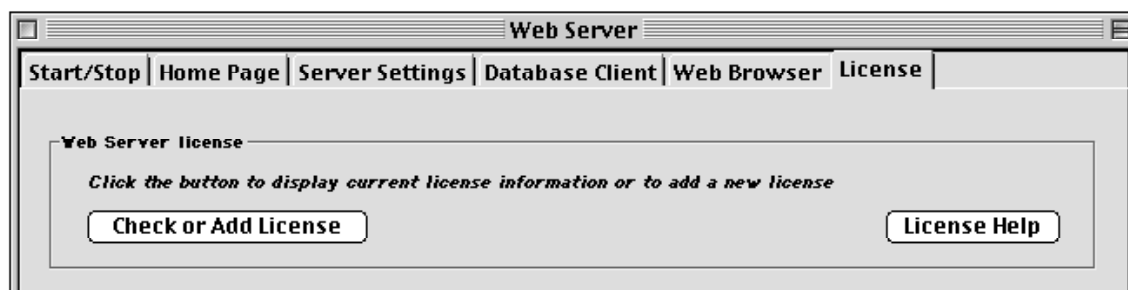 Web Server
Start/Stop Home Page Server Settings Database Client Web Browser License
Web Server license
Click the button to display current license information or to add a new license
Check or Add License License Help